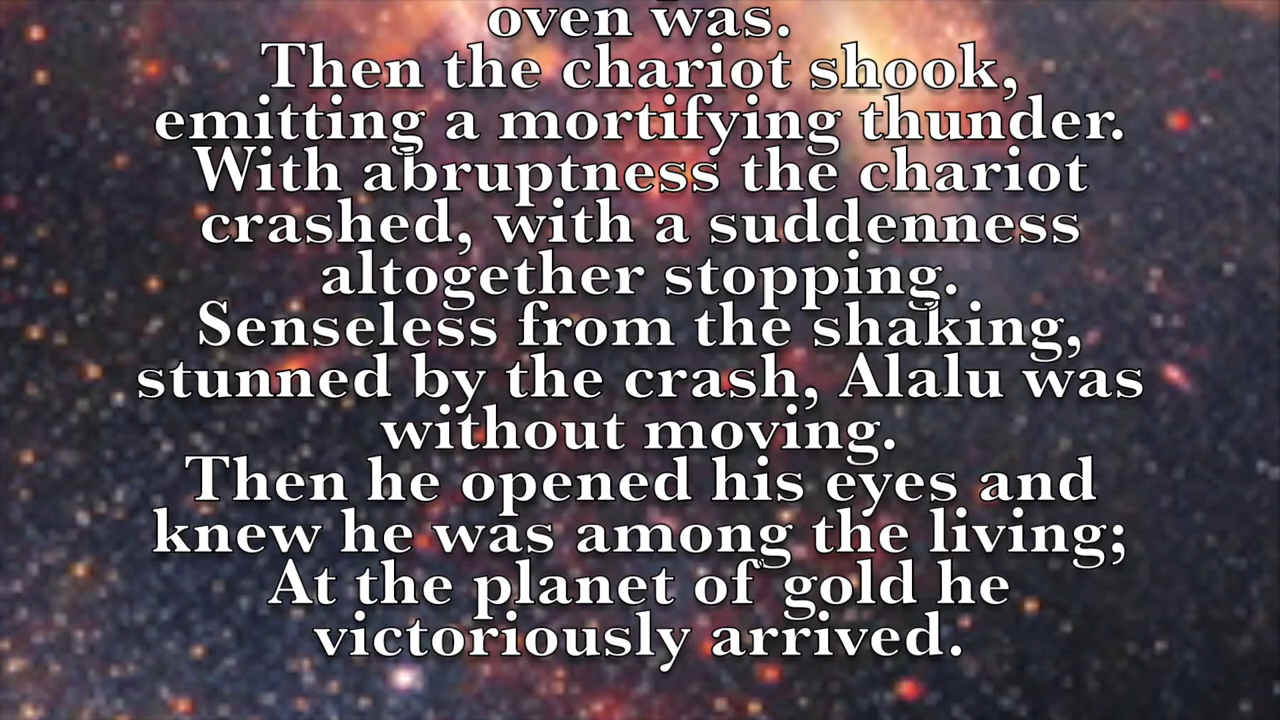 oven was.
Then the chariot shook,
emitting a mortifying thunder.
With abruptness the chariot
crashed, with a suddenness
altogether stopping.
Senseless from the shaking,
stunned by the crash, Alalu was
without moving.
Then he opened his eyes and
knew he was among the living;
At the planet of gold he
victoriously arrived.